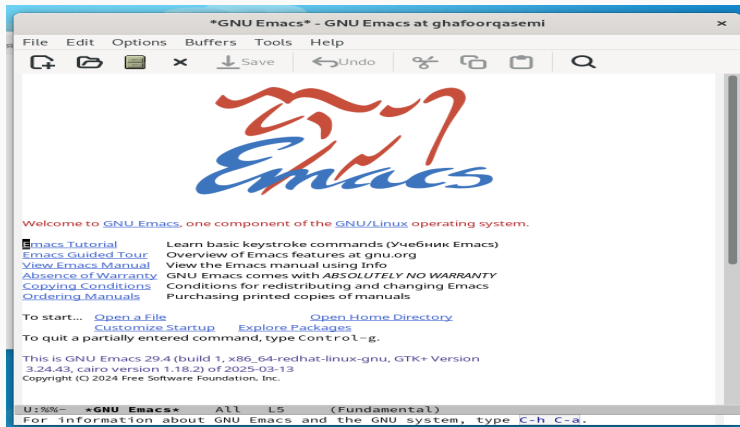 *GNU Emacs* - GNU Emacs at ghafoorqasemi ×
File Edit Options Buffers Tools Help
Save Undo
GNU
Emacs
Welcome to GNU Emacs, one component of the GNU/Linux operating system.
Emacs Tutorial Learn basic keystroke commands (Учебник Emacs)
Emacs Guided Tour Overview of Emacs features at gnu.org
View Emacs Manual View the Emacs manual using Info
Absence of Warranty GNU Emacs comes with ABSOLUTELY NO WARRANTY
Copying Conditions Conditions for redistributing and changing Emacs
Ordering Manuals Purchasing printed copies of manuals
To start... Open a File Open Home Directory
Customize Startup Explore Packages
To quit a partially entered command, type Control-g.
This is GNU Emacs 29.4 (build 1, x86_64-redhat-linux-gnu, GTK+ Version
3.24.43, cairo version 1.18.2) of 2025-03-13
Copyright (C) 2024 Free Software Foundation, Inc.
U:%%- *GNU Emacs* All L5 (Fundamental)
For information about GNU Emacs and the GNU system, type C-h C-a.